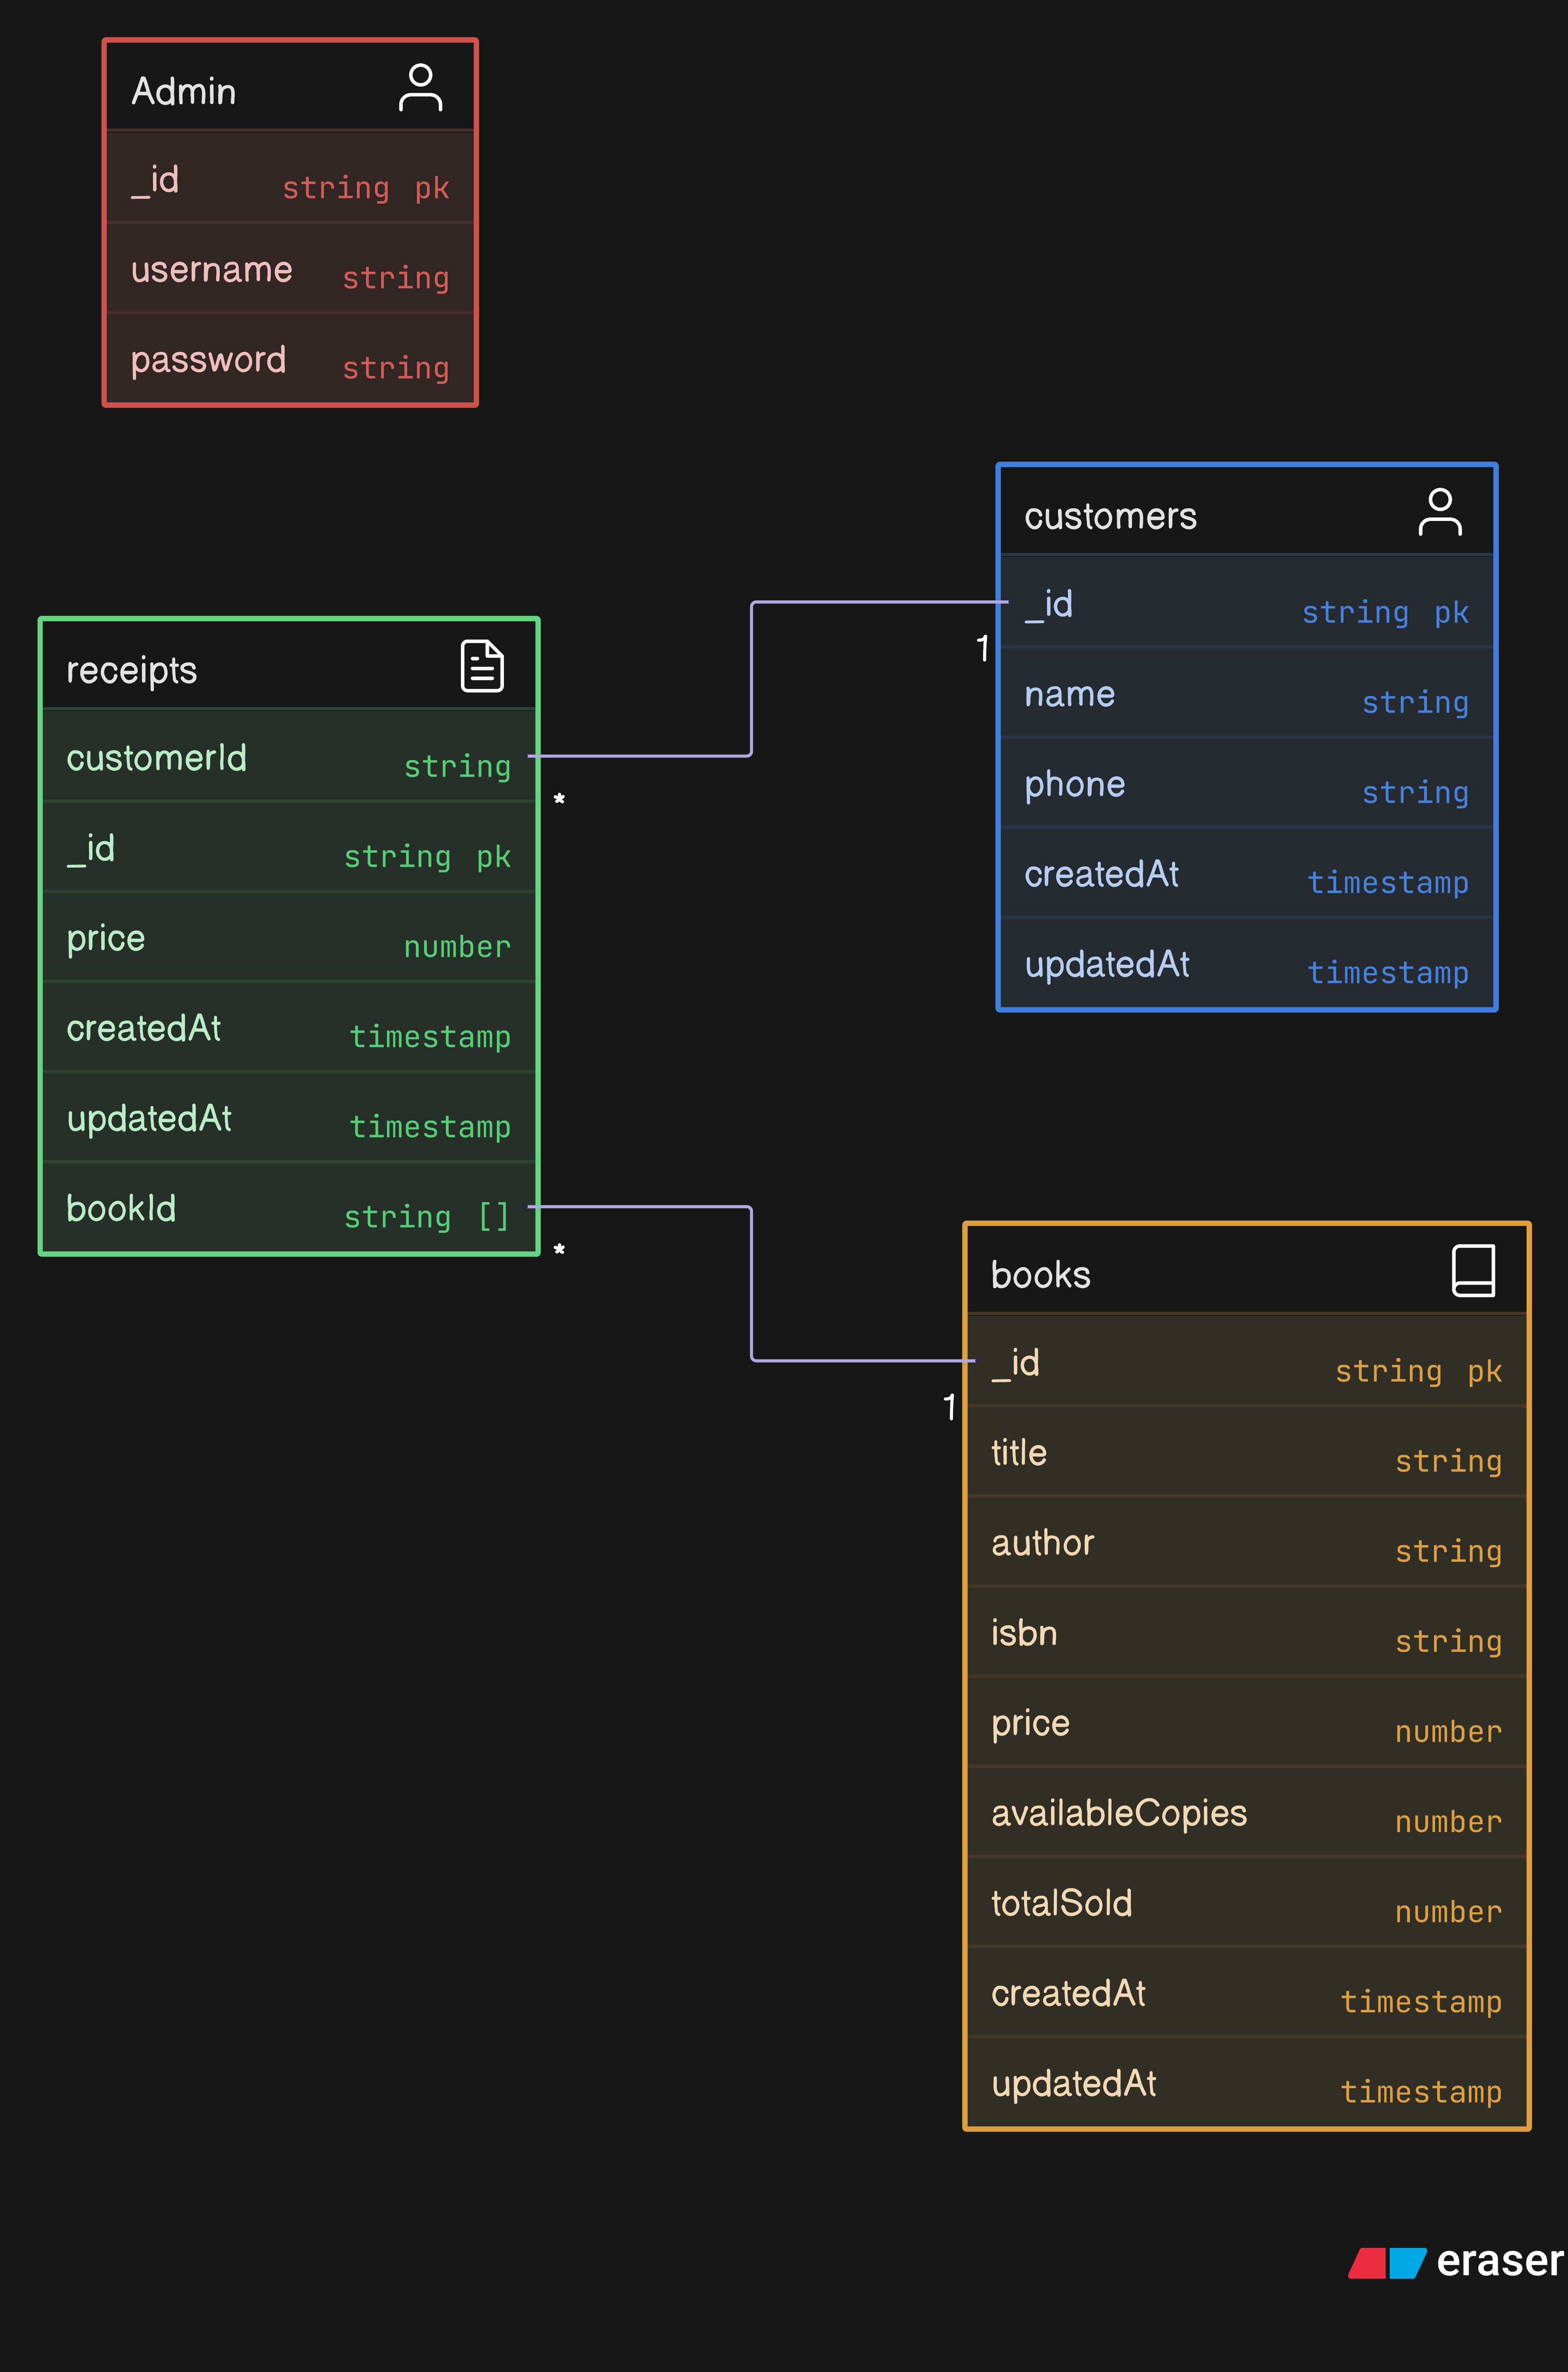 Admin
_id string pk
username string
password string
customers
_id string pk
name string
phone string
createdAt timestamp
updatedAt timestamp
1
receipts
customerId string
_id string pk
price number
createdAt timestamp
updatedAt timestamp
bookId string []
*
*
books
_id string pk
title string
author string
isbn string
price number
availableCopies number
totalSold number
createdAt timestamp
updatedAt timestamp
1
eraser